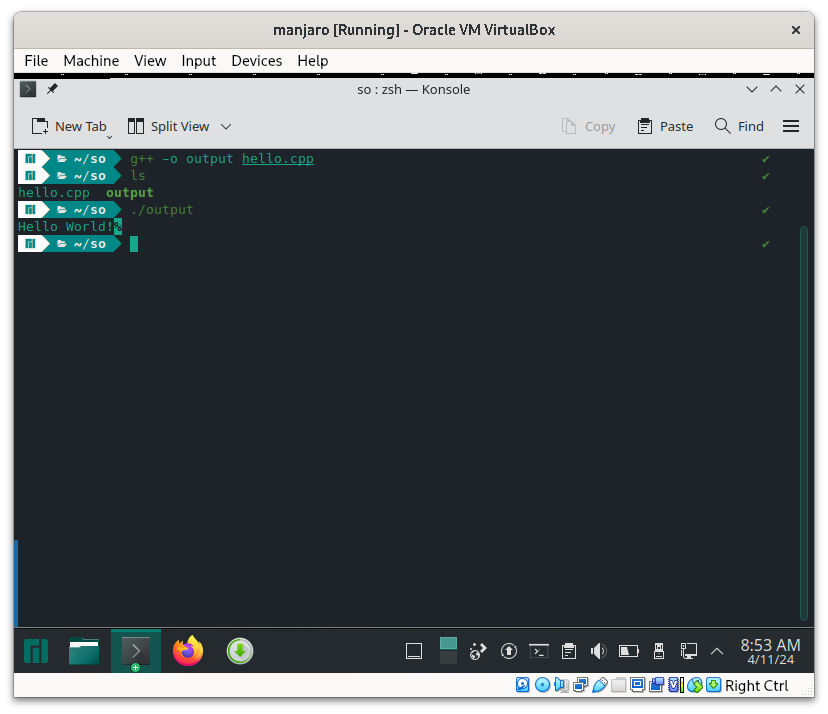 manjaro [Running] - Oracle VM VirtualBox
File Machine View Input Devices Help
so : zsh — Konsole
New Tab Split View Copy Paste Find
~/so g++ -o output hello.cpp ✔
~/so ls ✔
hello.cpp output
~/so ./output ✔
Hello World!%
~/so ✔
8:53 AM
4/11/24
Right Ctrl